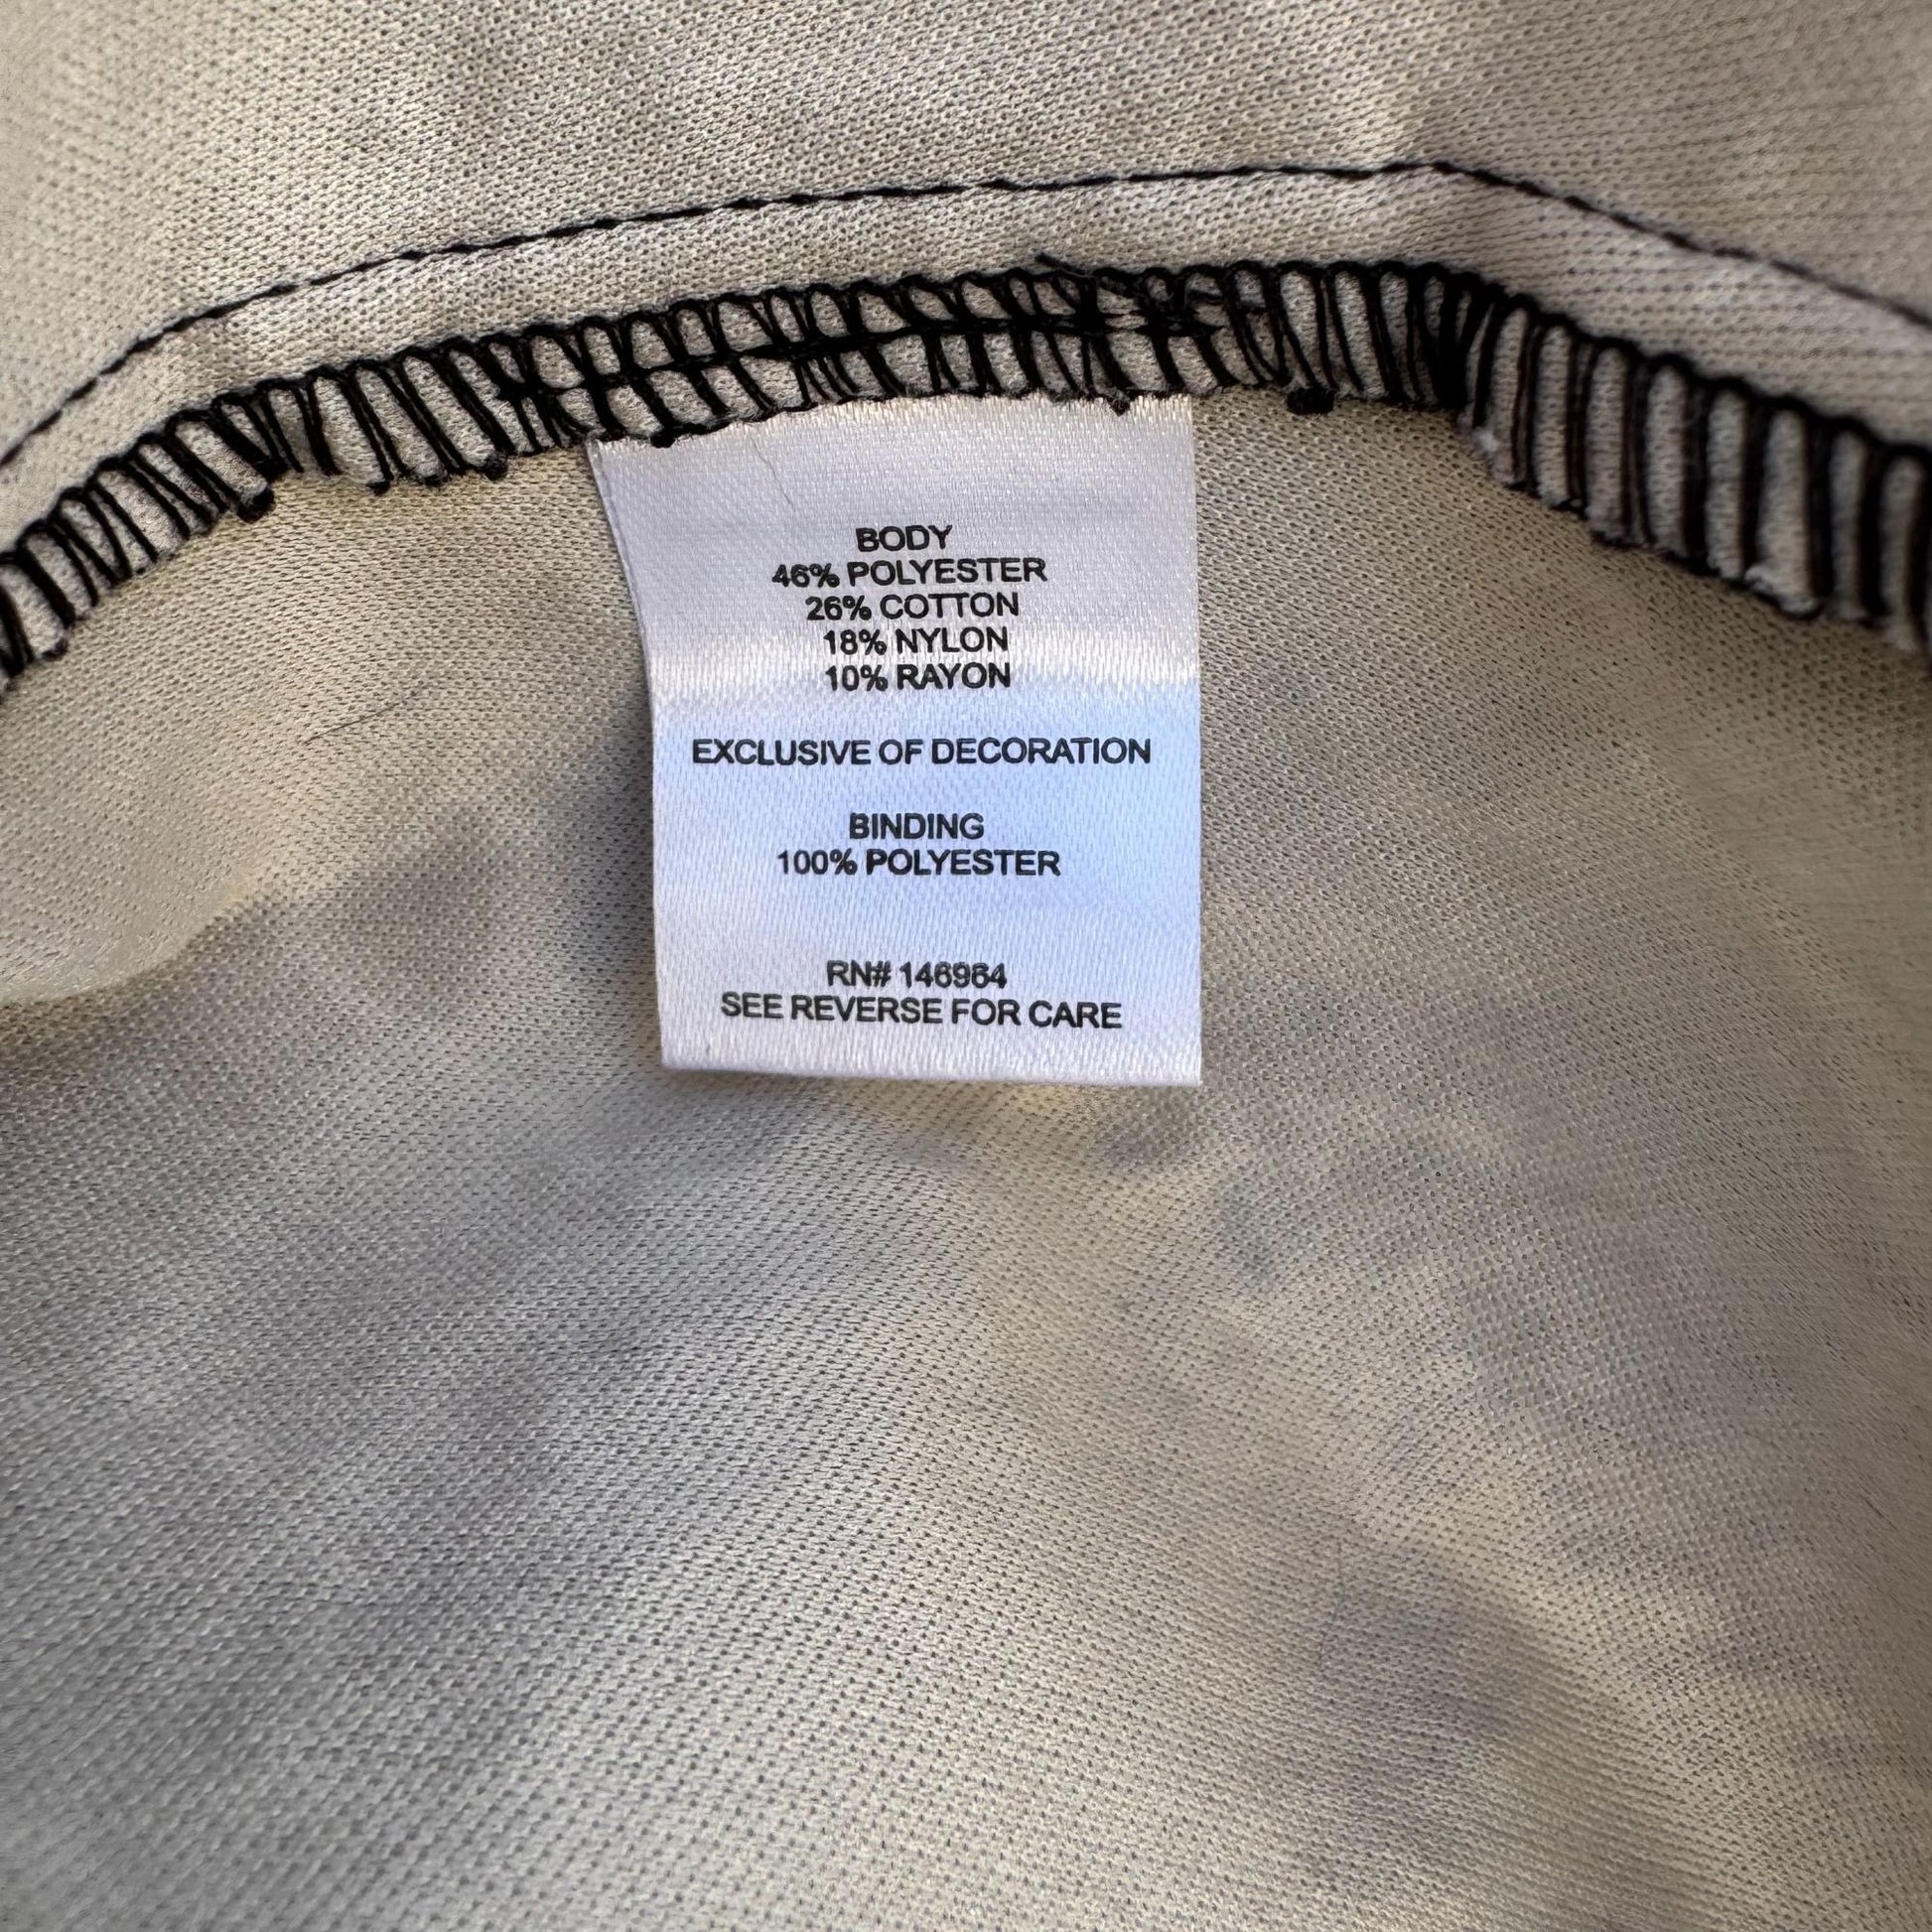 BODY
46% POLYESTER
26% COTTON
18% NYLON
10% RAYON
EXCLUSIVE OF DECORATION
BINDING
100% POLYESTER
RN# 146964
SEE REVERSE FOR CARE